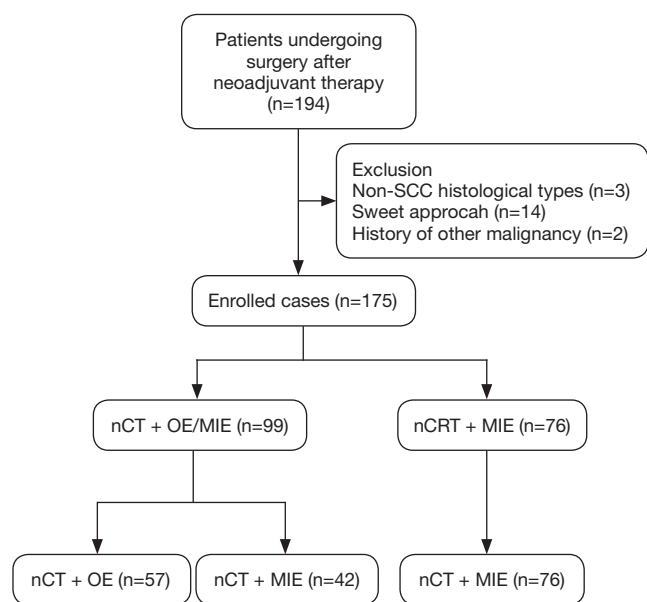 Patients undergoing
surgery after
neoadjuvant therapy
(n=194)
Exclusion
Non-SCC histological types (n=3)
Sweet approcah (n=14)
History of other malignancy (n=2)
Enrolled cases (n=175)
nCT + OE/MIE (n=99)
nCRT + MIE (n=76)
nCT + OE (n=57)
nCT + MIE (n=42)
nCT + MIE (n=76)